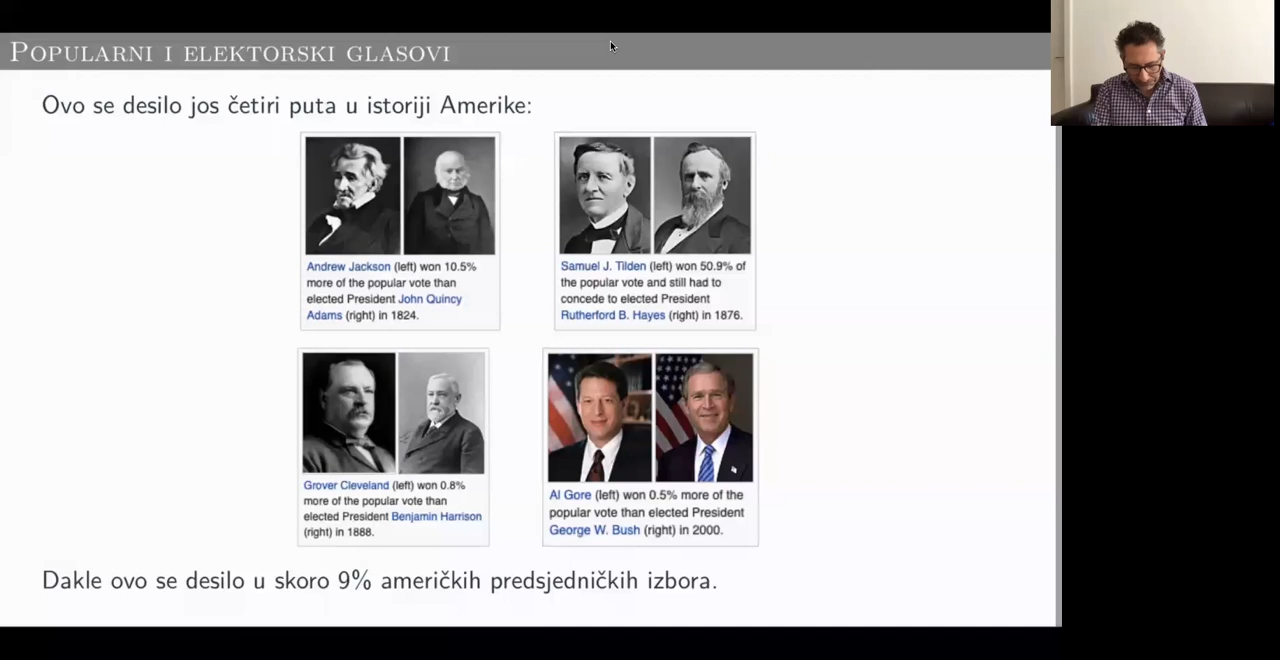 Popularni i elektorski glasovi
Ovo se desilo jos četiri puta u istoriji Amerike:
Andrew Jackson (left) won 10.5%
more of the popular vote than
elected President John Quincy
Adams (right) in 1824.
Samuel J. Tilden (left) won 50.9% of
the popular vote and still had to
concede to elected President
Rutherford B. Hayes (right) in 1876.
Grover Cleveland (left) won 0.8%
more of the popular vote than
elected President Benjamin Harrison
(right) in 1888.
Al Gore (left) won 0.5% more of the
popular vote than elected President
George W. Bush (right) in 2000.
Dakle ovo se desilo u skoro 9% američkih predsjedničkih izbora.